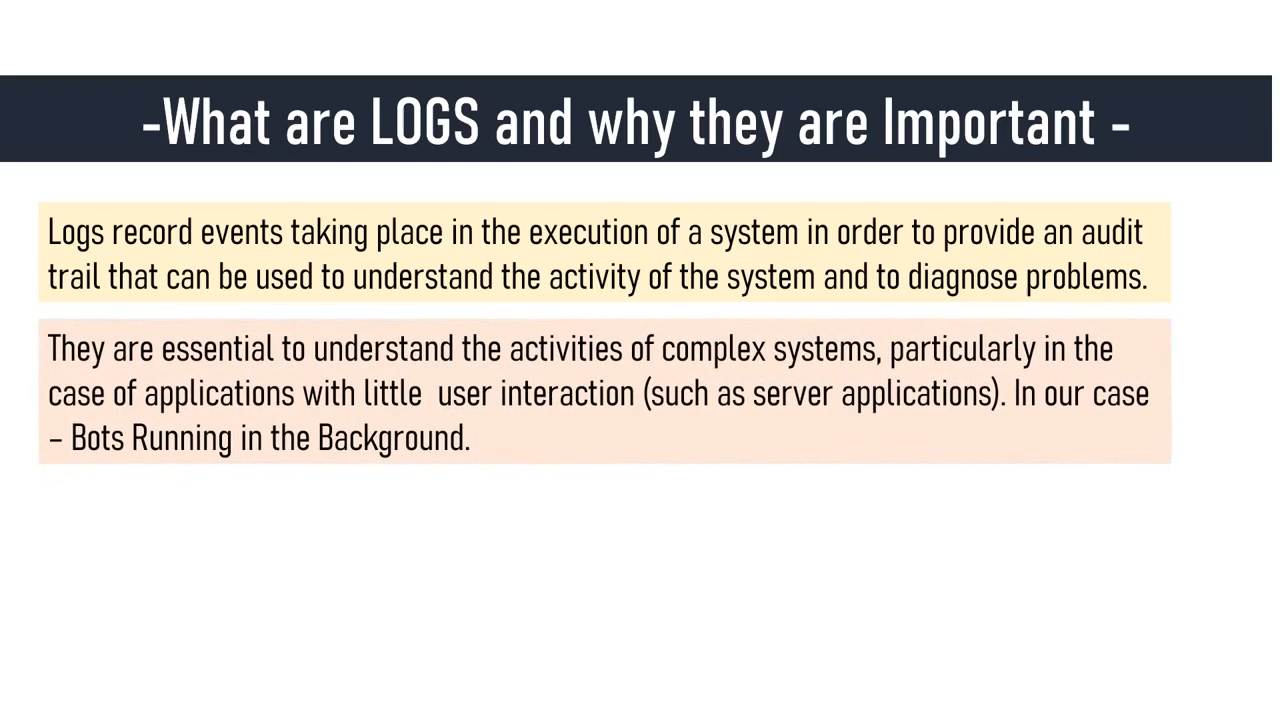 -What are LOGS and why they are Important -
Logs record events taking place in the execution of a system in order to provide an audit
trail that can be used to understand the activity of the system and to diagnose problems.
They are essential to understand the activities of complex systems, particularly in the
case of applications with little  user interaction (such as server applications). In our case
– Bots Running in the Background.